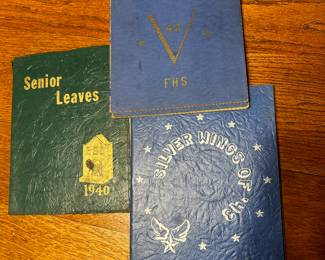 Senior
Leaves
1940
V
FHS
SILVER WINGS OF